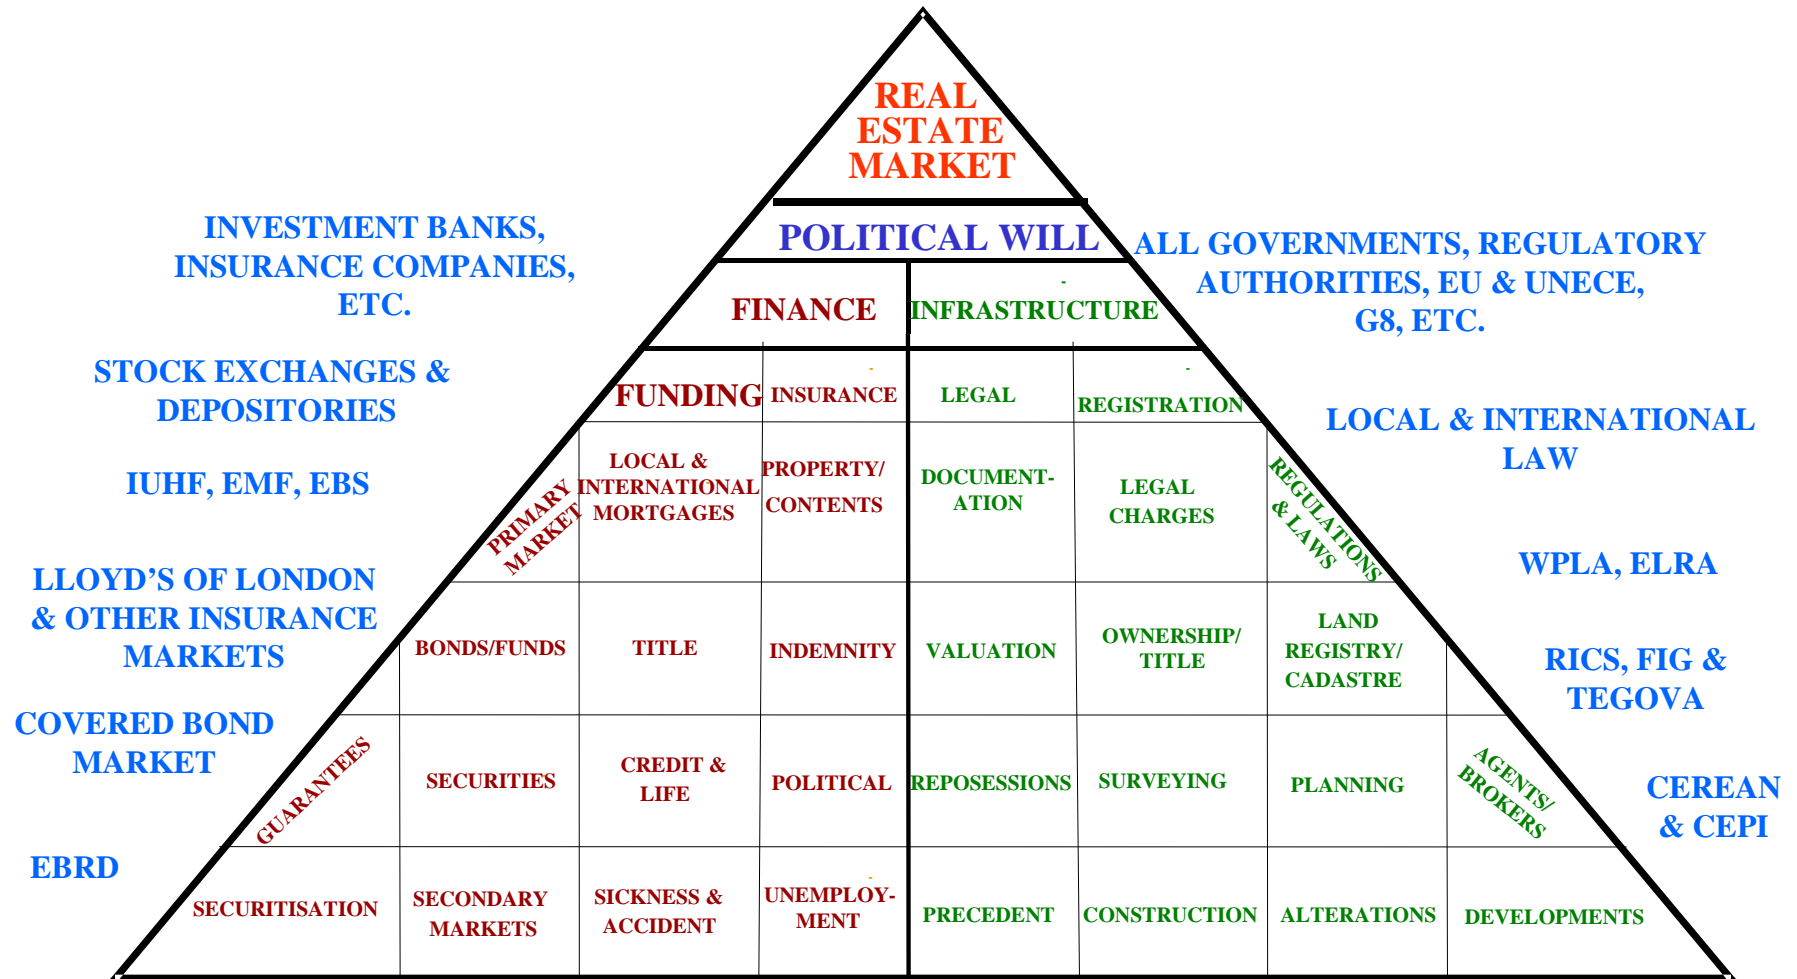 REAL
ESTATE
MARKET
POLITICAL WILL
FINANCE
INFRASTRUCTURE
FUNDING
INSURANCE
LEGAL
REGISTRATION
PRIMARY
MARKET
LOCAL &
INTERNATIONAL
MORTGAGES
PROPERTY/
CONTENTS
DOCUMENT-
ATION
LEGAL
CHARGES
REGULATIONS
& LAWS
BONDS/FUNDS
TITLE
INDEMNITY
VALUATION
OWNERSHIP/
TITLE
LAND
REGISTRY/
CADASTRE
GUARANTEES
SECURITIES
CREDIT &
LIFE
POLITICAL
REPOSESSIONS
SURVEYING
PLANNING
AGENTS/
BROKERS
SECURITISATION
SECONDARY
MARKETS
SICKNESS &
ACCIDENT
UNEMPLOY-
MENT
PRECEDENT
CONSTRUCTION
ALTERATIONS
DEVELOPMENTS
INVESTMENT BANKS,
INSURANCE COMPANIES,
ETC.
STOCK EXCHANGES &
DEPOSITORIES
IUHF, EMF, EBS
LLOYD’S OF LONDON
& OTHER INSURANCE
MARKETS
COVERED BOND
MARKET
EBRD
ALL GOVERNMENTS, REGULATORY
AUTHORITIES, EU & UNECE,
G8, ETC.
LOCAL & INTERNATIONAL
LAW
WPLA, ELRA
RICS, FIG &
TEGOVA
CEREAN
& CEPI